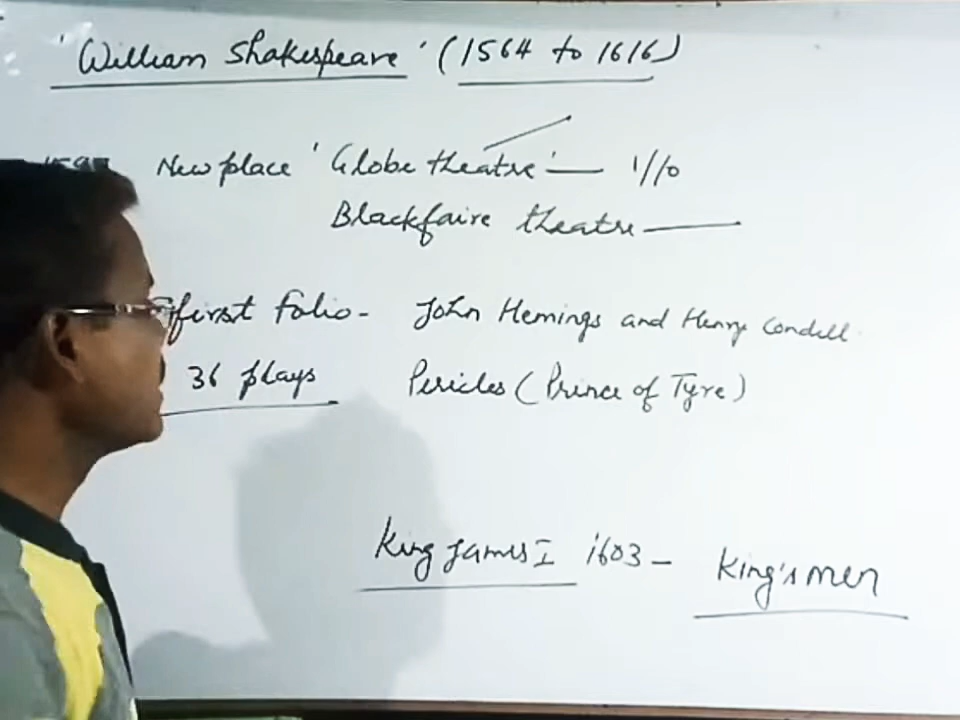 'William Shakespeare' (1564 to 1616)
New place 'Globe theatre' — 1/10
Blackfaire theatre —
first folio - John Hemings and Henry Condell
36 plays Pericles (Prince of Tyre)
King James I 1603 - King's men